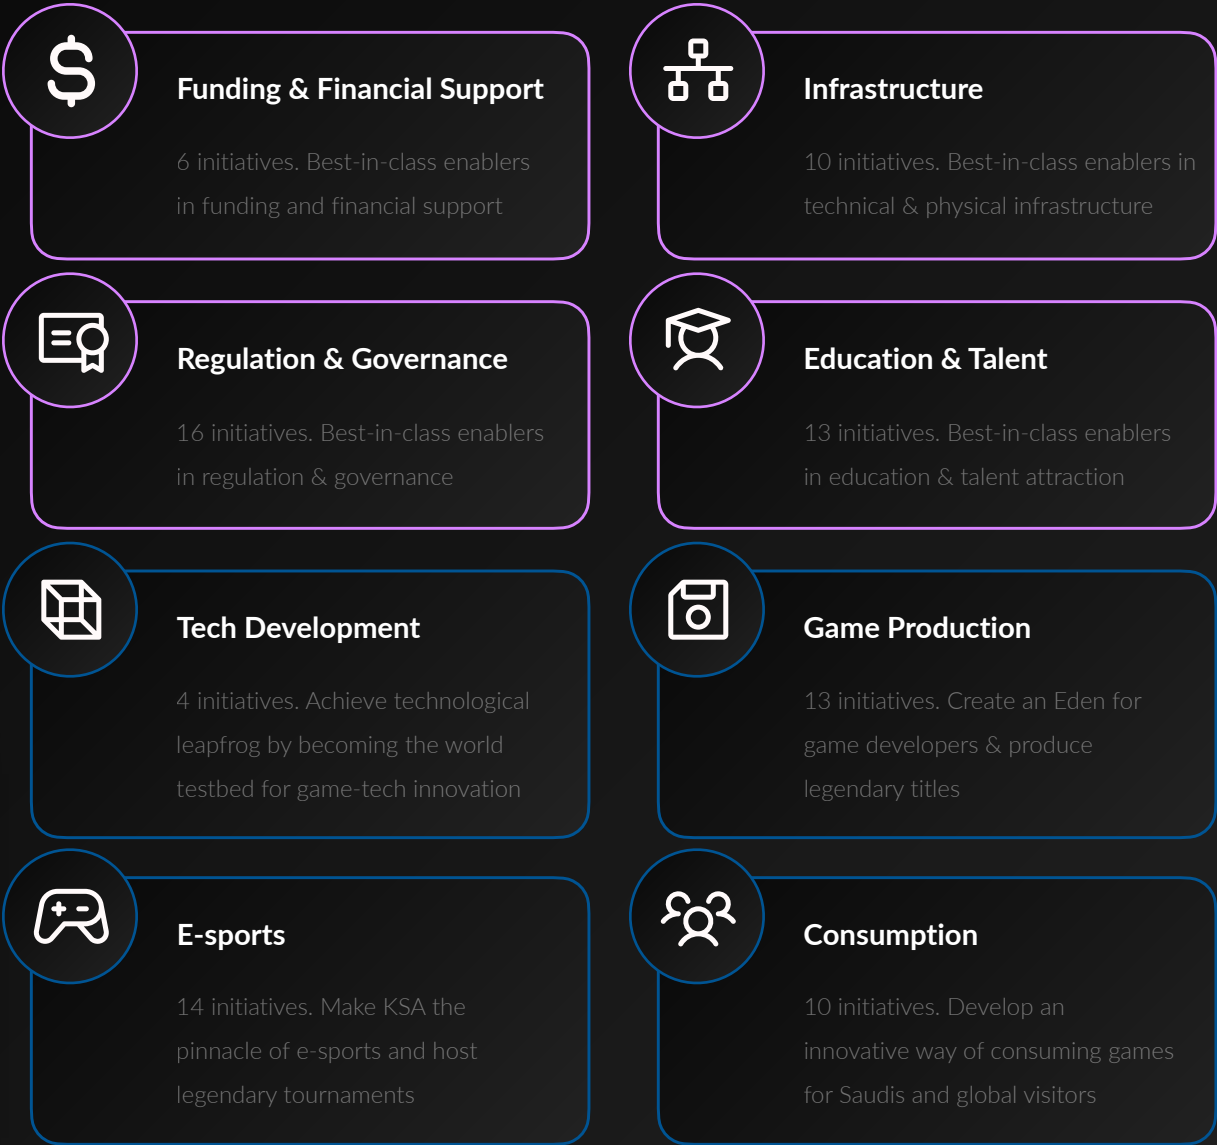 Funding & Financial Support
6 initiatives. Best-in-class enablers
in funding and financial support
Infrastructure
10 initiatives. Best-in-class enablers in
technical & physical infrastructure
Regulation & Governance
16 initiatives. Best-in-class enablers
in regulation & governance
Education & Talent
13 initiatives. Best-in-class enablers
in education & talent attraction
Tech Development
4 initiatives. Achieve technological
leapfrog by becoming the world
testbed for game-tech innovation
Game Production
13 initiatives. Create an Eden for
game developers & produce
legendary titles
E-sports
14 initiatives. Make KSA the
pinnacle of e-sports and host
legendary tournaments
Consumption
10 initiatives. Develop an
innovative way of consuming games
for Saudis and global visitors